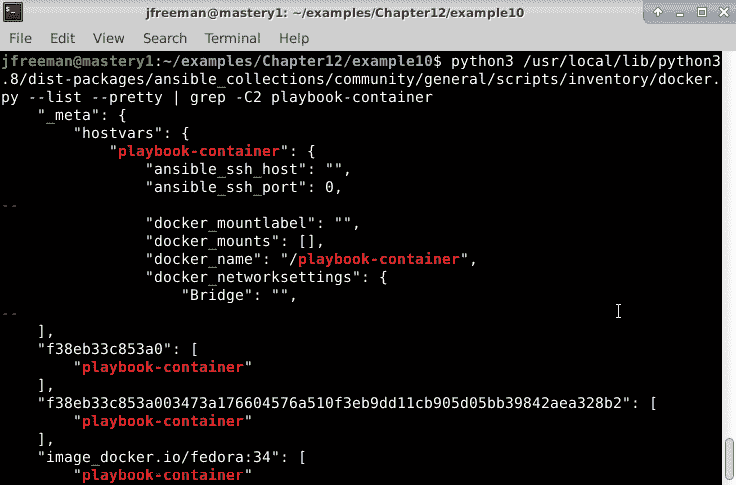 jfreeman@mastery1: ~/examples/Chapter12/example10
File Edit View Search Terminal Help
jfreeman@mastery1:~/examples/Chapter12/example10$ python3 /usr/local/lib/python3
.8/dist-packages/ansible_collections/community/general/scripts/inventory/docker.
py --list --pretty | grep -C2 playbook-container
    "_meta": {
        "hostvars": {
            "playbook-container": {
                "ansible_ssh_host": "",
                "ansible_ssh_port": 0,
--
                "docker_mountlabel": "",
                "docker_mounts": [],
                "docker_name": "/playbook-container",
                "docker_networksettings": {
                    "Bridge": "",
--
    ],
    "f38eb33c853a0": [
        "playbook-container"
    ],
    "f38eb33c853a003473a176604576a510f3eb9dd11cb905d05bb39842aea328b2": [
        "playbook-container"
    ],
    "image_docker.io/fedora:34": [
        "playbook-container"